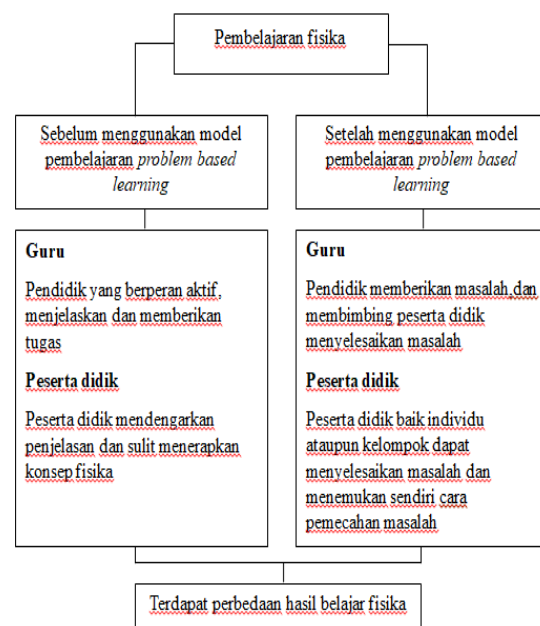 Pembelajaran fisika
Sebelum menggunakan model
pembelajaran problem based
learning
Setelah menggunakan model
pembelajaran problem based
learning
Guru
Pendidik yang berperan aktif,
menjelaskan dan memberikan
tugas
Peserta didik
Peserta didik mendengarkan
penjelasan dan sulit menerapkan
konsep fisika
Guru
Pendidik memberikan masalah,dan
membimbing peserta didik
menyelesaikan masalah
Peserta didik
Peserta didik baik individu
ataupun kelompok dapat
menyelesaikan masalah dan
menemukan sendiri cara
pemecahan masalah
Terdapat perbedaan hasil belajar fisika